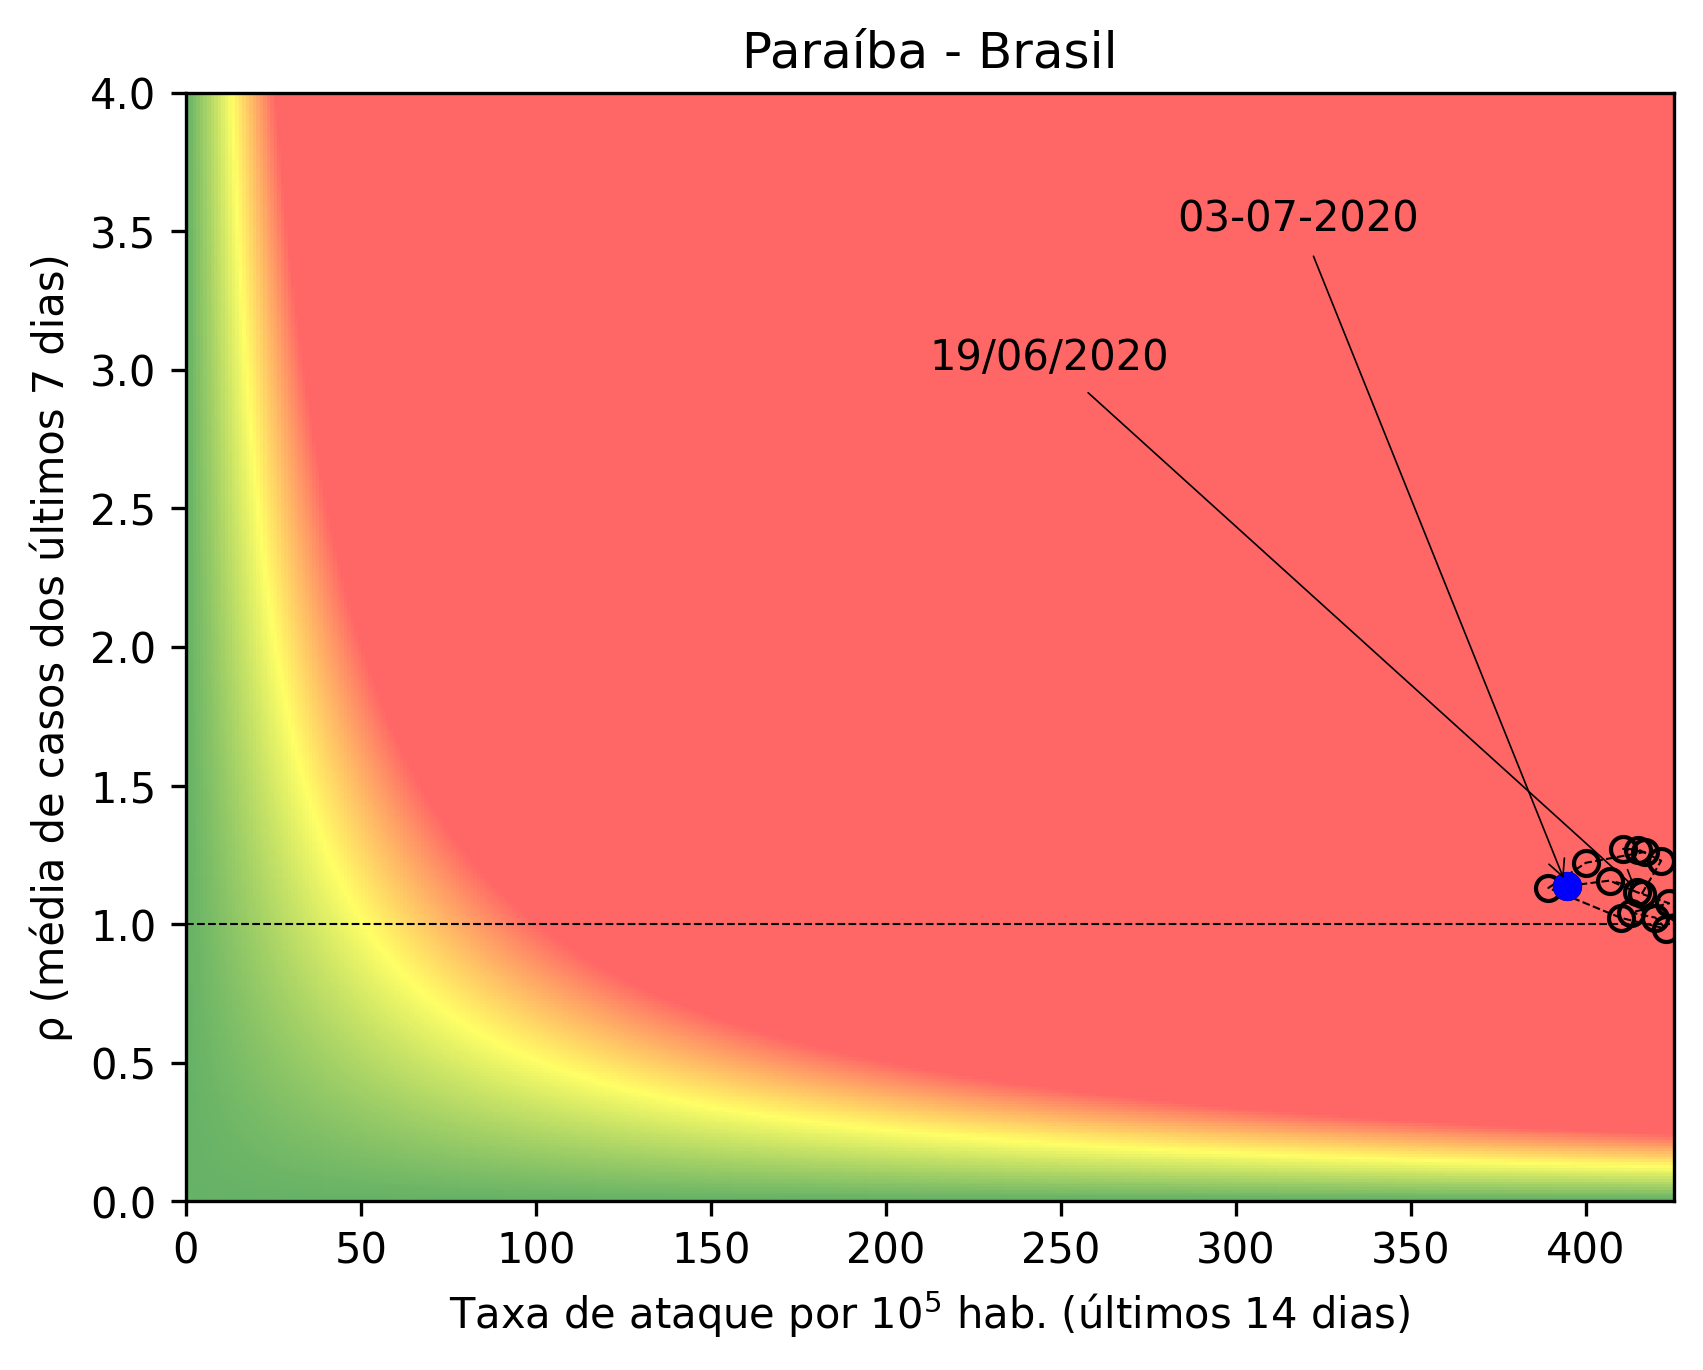 Paraíba - Brasil
4.0
3.5
3.0
2.5
2.0
1.5
1.0
0.5
0.0
ρ (média de casos dos últimos 7 dias)
03-07-2020
19/06/2020
0 50 100 150 200 250 300 350 400
Taxa de ataque por 10⁵ hab. (últimos 14 dias)